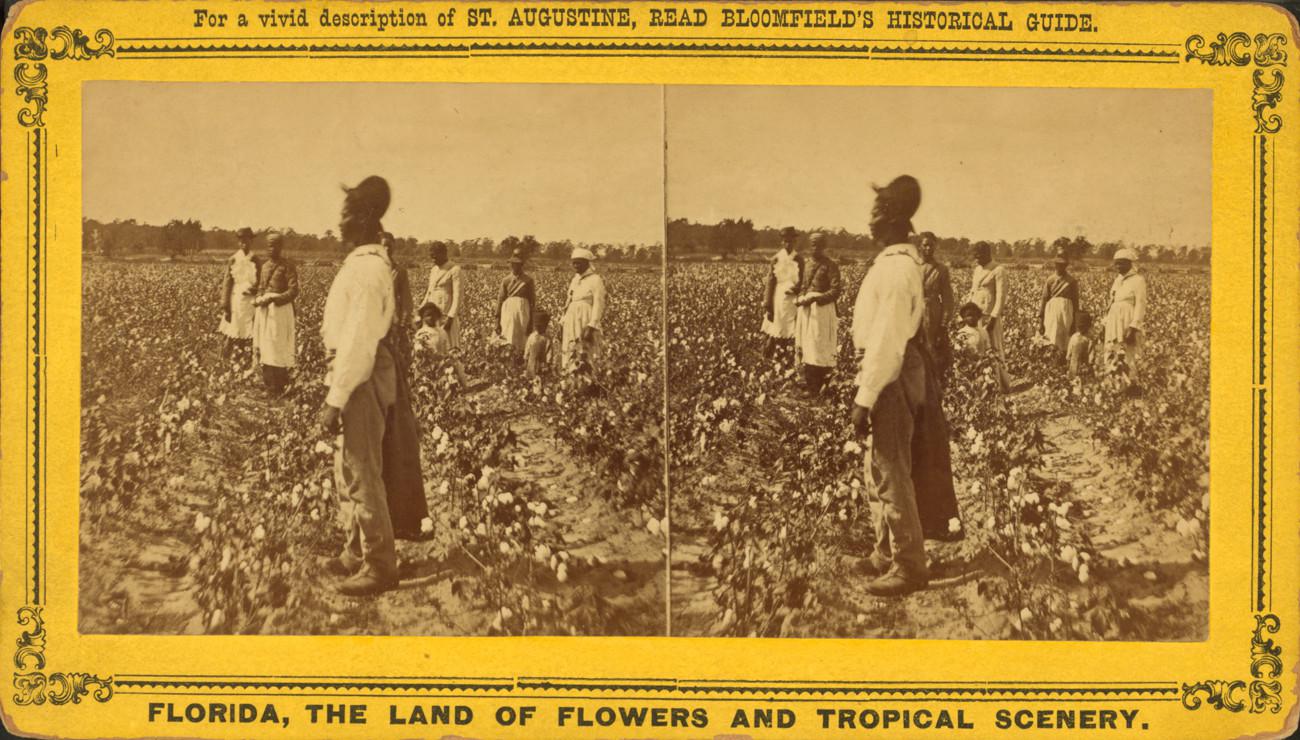 For a vivid description of ST. AUGUSTINE, READ BLOOMFIELD'S HISTORICAL GUIDE.
FLORIDA, THE LAND OF FLOWERS AND TROPICAL SCENERY.